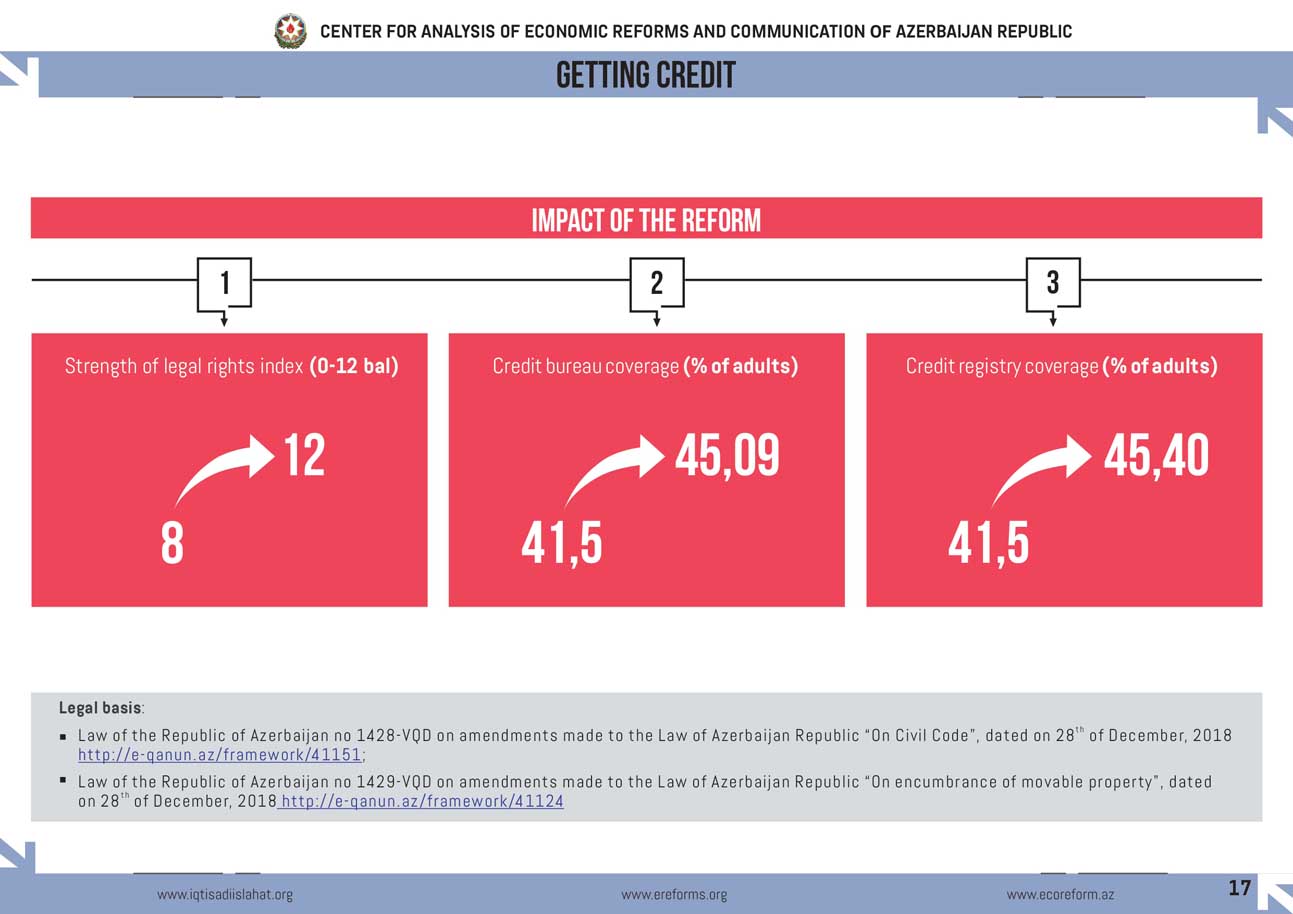 CENTER FOR ANALYSIS OF ECONOMIC REFORMS AND COMMUNICATION OF AZERBAIJAN REPUBLIC
GETTING CREDIT
IMPACT OF THE REFORM
1
2
3
Strength of legal rights index (0-12 bal)
12
8
Credit bureau coverage (% of adults)
45,09
41,5
Credit registry coverage (% of adults)
45,40
41,5
Legal basis:
▪ Law of the Republic of Azerbaijan no 1428-VQD on amendments made to the Law of Azerbaijan Republic “On Civil Code”, dated on 28th of December, 2018
http://e-qanun.az/framework/41151;
▪ Law of the Republic of Azerbaijan no 1429-VQD on amendments made to the Law of Azerbaijan Republic “On encumbrance of movable property”, dated
on 28th of December, 2018 http://e-qanun.az/framework/41124
www.iqtisadiislahat.org
www.ereforms.org
www.ecoreform.az
17